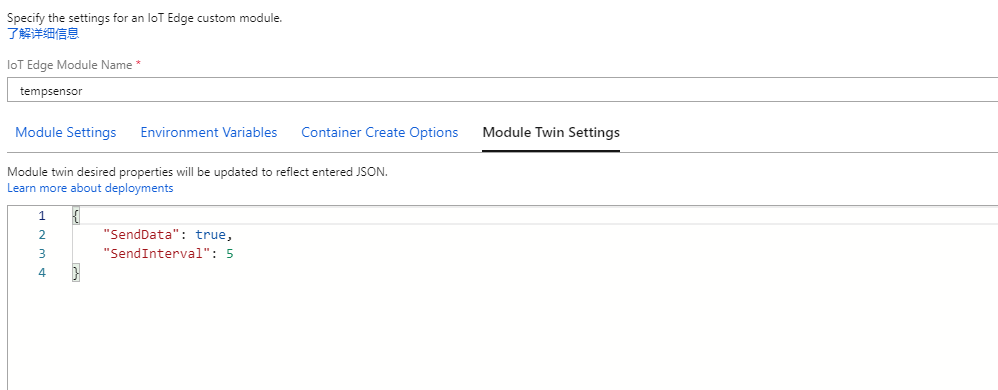 Specify the settings for an IoT Edge custom module.
了解详细信息
IoT Edge Module Name *
tempsensor
Module Settings Environment Variables Container Create Options Module Twin Settings
Module twin desired properties will be updated to reflect entered JSON.
Learn more about deployments
1 {
2 "SendData": true,
3 "SendInterval": 5
4 }